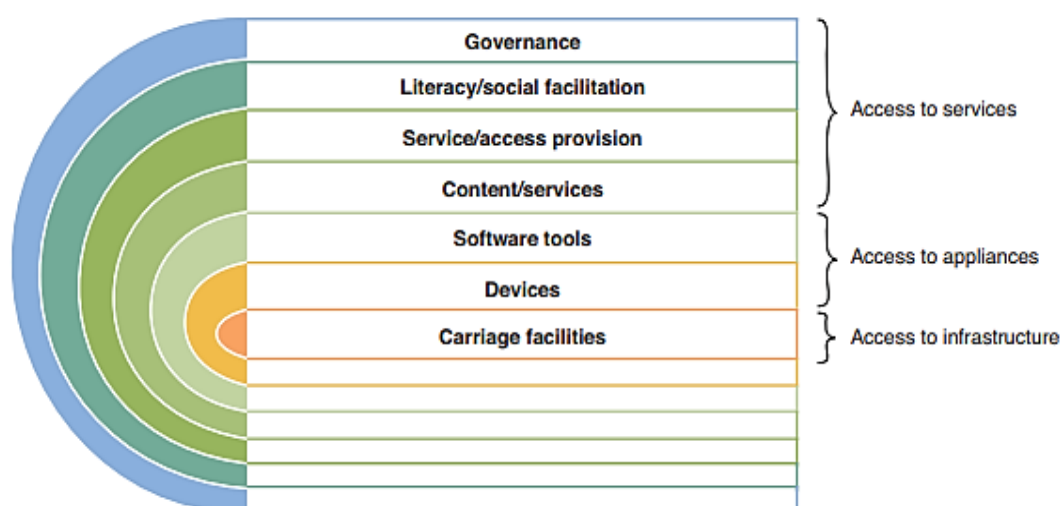 Governance
Literacy/social facilitation
Access to services
Service/access provision
Content/services
Software tools
Access to appliances
Devices
Carriage facilities
Access to infrastructure